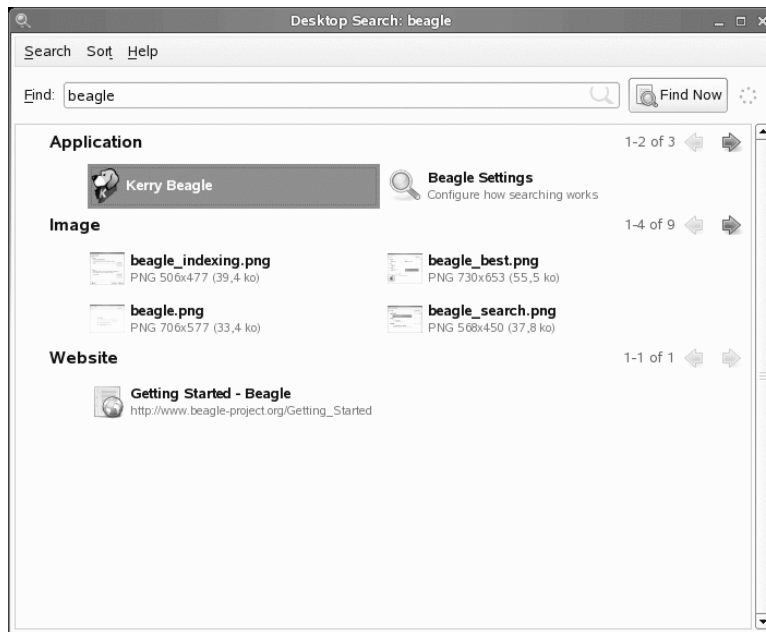 Desktop Search: beagle
Search Sort Help
Find: beagle Find Now
Application 1-2 of 3
Kerry Beagle
Beagle Settings
Configure how searching works
Image 1-4 of 9
beagle_indexing.png
PNG 506x477 (39,4 ko)
beagle_best.png
PNG 730x653 (55,5 ko)
beagle.png
PNG 706x577 (33,4 ko)
beagle_search.png
PNG 568x450 (37,8 ko)
Website 1-1 of 1
Getting Started - Beagle
http://www.beagle-project.org/Getting_Started